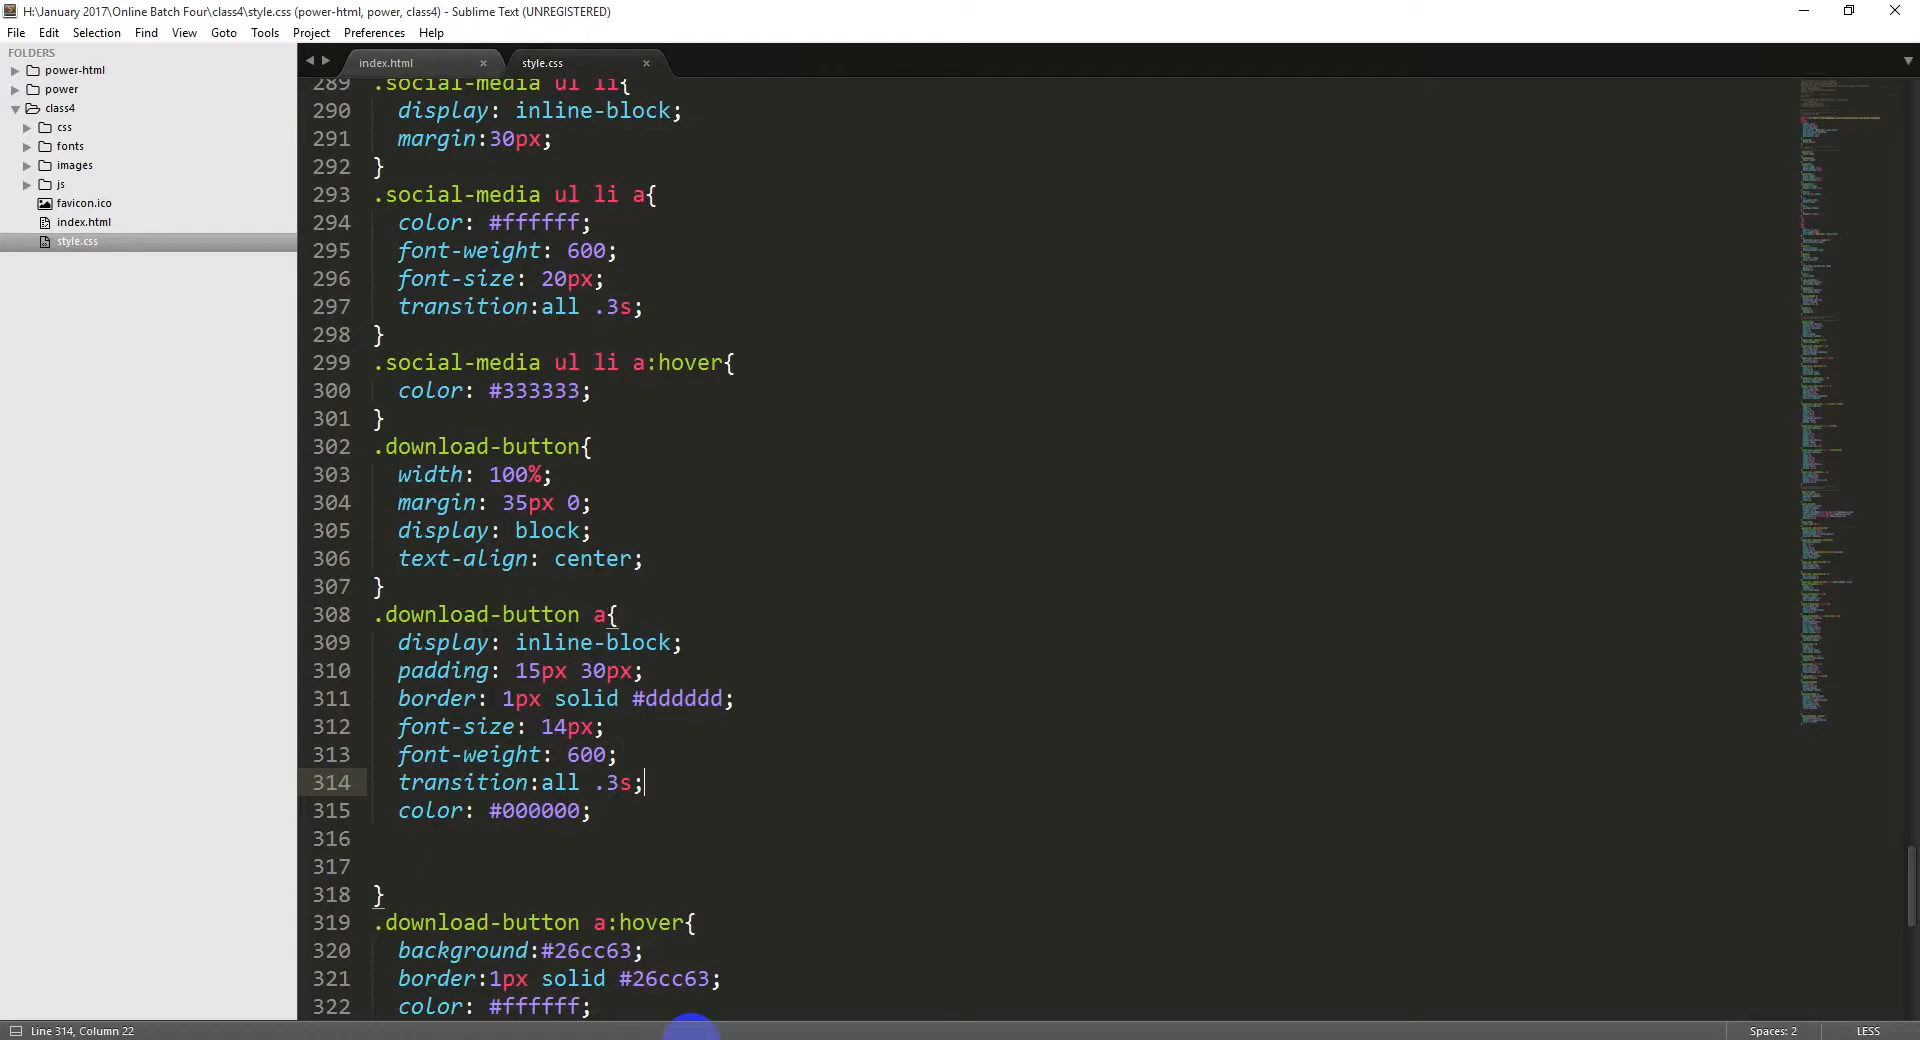 H:\January 2017\Online Batch Four\class4\style.css (power-html, power, class4) - Sublime Text (UNREGISTERED)
File Edit Selection Find View Goto Tools Project Preferences Help
FOLDERS
power-html
power
class4
css
fonts
images
js
favicon.ico
index.html
style.css
index.html style.css
289 .social-media ul li{
290 display: inline-block;
291 margin:30px;
292 }
293 .social-media ul li a{
294 color: #ffffff;
295 font-weight: 600;
296 font-size: 20px;
297 transition:all .3s;
298 }
299 .social-media ul li a:hover{
300 color: #333333;
301 }
302 .download-button{
303 width: 100%;
304 margin: 35px 0;
305 display: block;
306 text-align: center;
307 }
308 .download-button a{
309 display: inline-block;
310 padding: 15px 30px;
311 border: 1px solid #dddddd;
312 font-size: 14px;
313 font-weight: 600;
314 transition:all .3s;
315 color: #000000;
316
317
318 }
319 .download-button a:hover{
320 background:#26cc63;
321 border:1px solid #26cc63;
322 color: #ffffff;
Line 314, Column 22 Spaces: 2 LESS